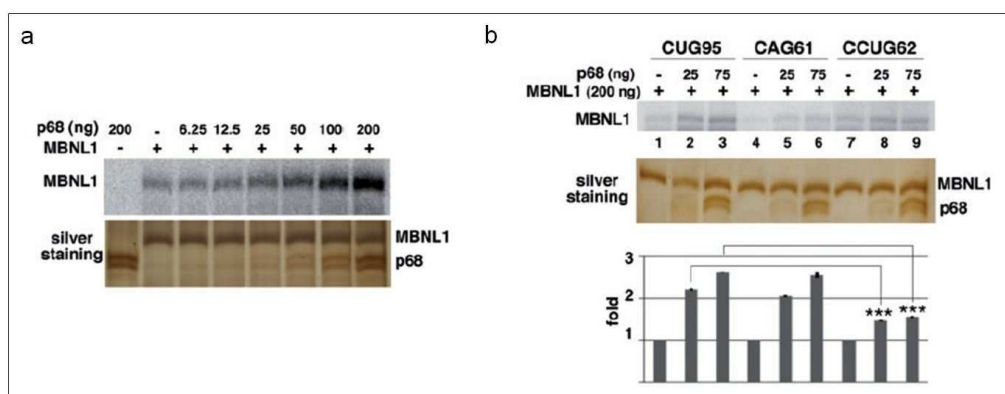 a
p68 (ng) 200 - 6.25 12.5 25 50 100 200
MBNL1 - + + + + + + +
MBNL1
silver staining
MBNL1
p68
b
CUG95 CAG61 CCUG62
p68 (ng) - 25 75 - 25 75 - 25 75
MBNL1 (200 ng) + + + + + + + + +
MBNL1
1 2 3 4 5 6 7 8 9
silver staining
MBNL1
p68
3
2
1
fold
*** ***